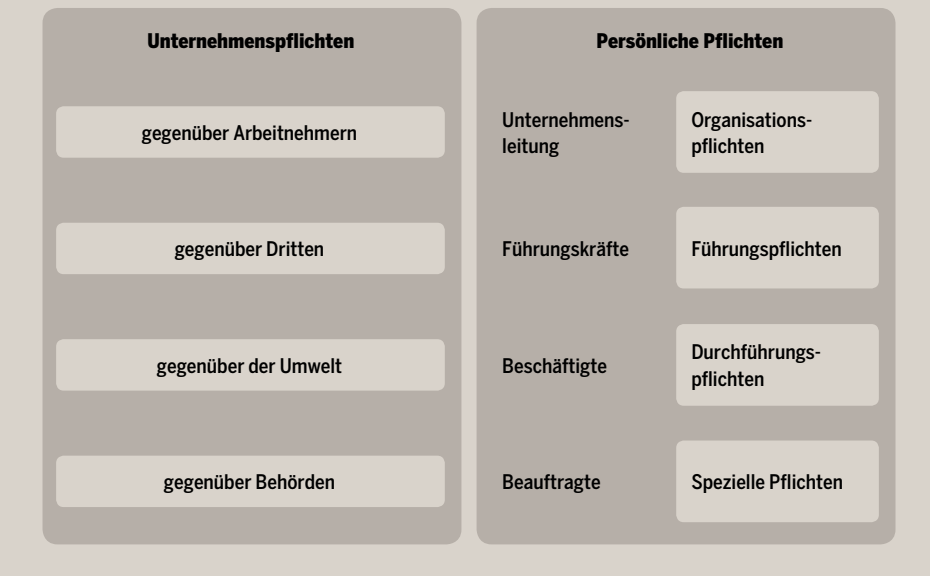 Unternehmenspflichten
gegenüber Arbeitnehmern
gegenüber Dritten
gegenüber der Umwelt
gegenüber Behörden
Persönliche Pflichten
Unternehmens-
leitung
Organisations-
pflichten
Führungskräfte
Führungspflichten
Beschäftigte
Durchführungs-
pflichten
Beauftragte
Spezielle Pflichten